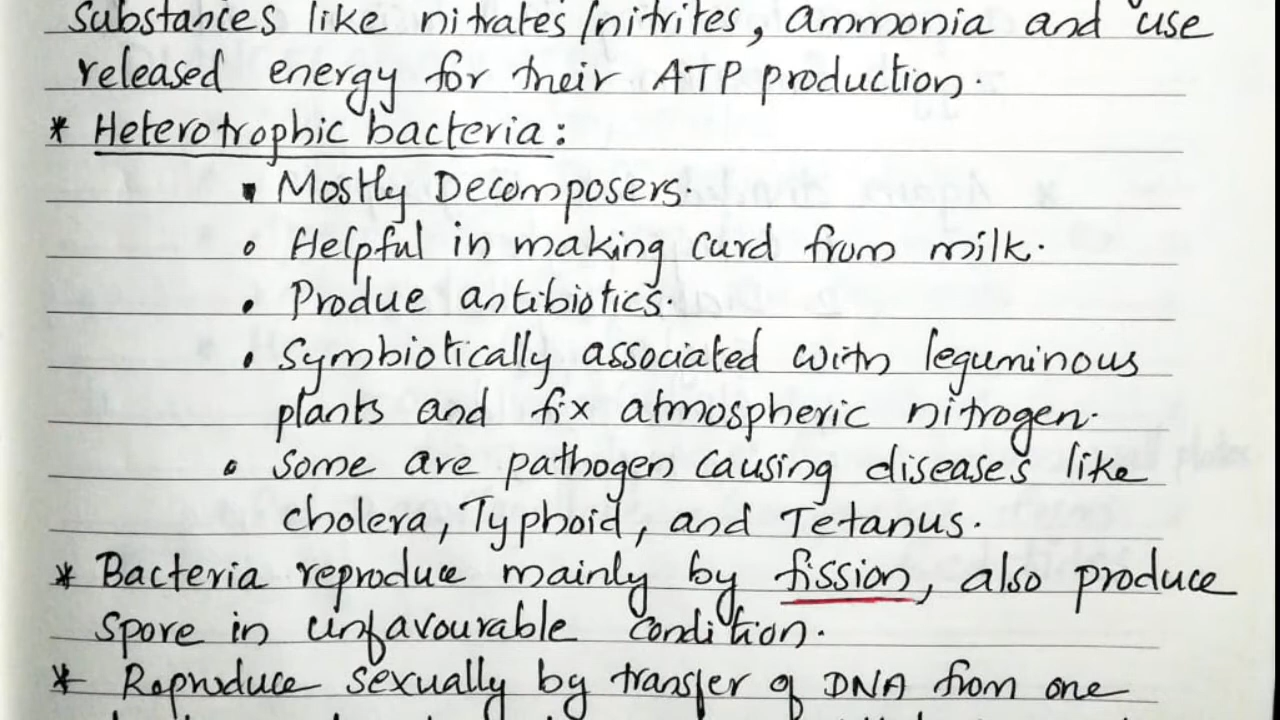 substances like nitrates/nitrites, ammonia and use
released energy for their ATP production.
* Heterotrophic bacteria:
▪ Mostly Decomposers.
• Helpful in making curd from milk.
• Produe antibiotics.
• Symbiotically associated with leguminous
plants and fix atmospheric nitrogen.
• Some are pathogen causing diseases like
cholera, Typhoid, and Tetanus.
* Bacteria reproduce mainly by fission, also produce
spore in unfavourable condition.
* Reproduce sexually by transfer of DNA from one